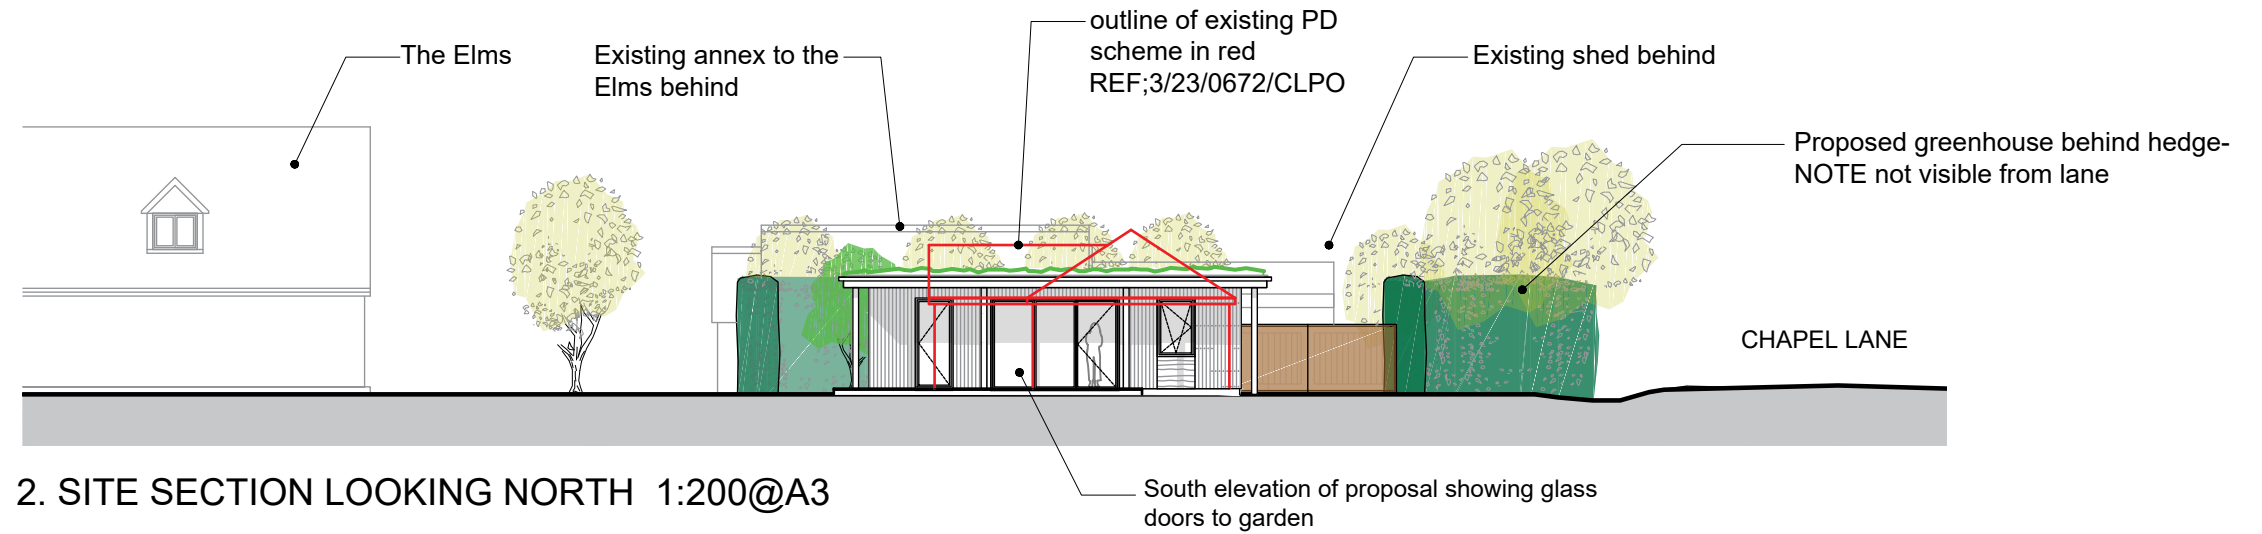 outline of existing PD
scheme in red
REF;3/23/0672/CLPO
The Elms
Existing annex to the
Elms behind
Existing shed behind
Proposed greenhouse behind hedge-
NOTE not visible from lane
CHAPEL LANE
2. SITE SECTION LOOKING NORTH 1:200@A3
South elevation of proposal showing glass
doors to garden